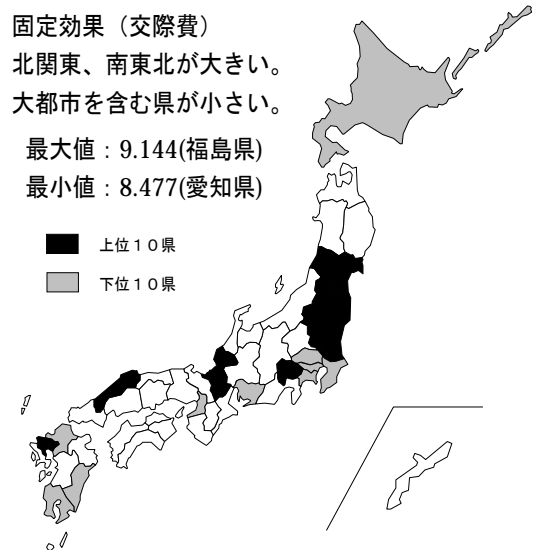 固定効果（交際費）
北関東、南東北が大きい。
大都市を含む県が小さい。
最大値：9.144(福島県)
最小値：8.477(愛知県)
上位１０県
下位１０県